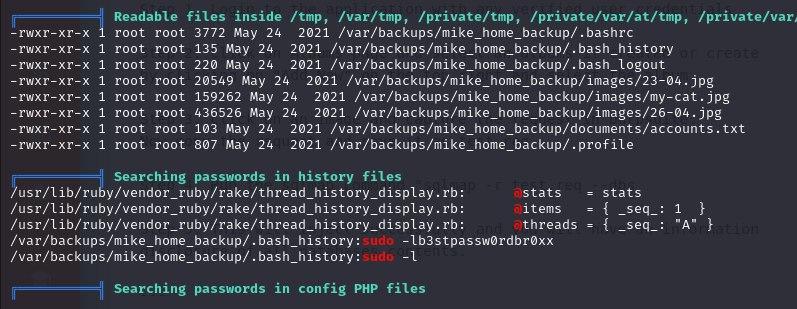 ╔══════════╣ Readable files inside /tmp, /var/tmp, /private/tmp, /private/var/at/tmp, /private/var/
-rwxr-xr-x 1 root root 3772 May 24  2021 /var/backups/mike_home_backup/.bashrc
-rwxr-xr-x 1 root root 135 May 24  2021 /var/backups/mike_home_backup/.bash_history
-rwxr-xr-x 1 root root 220 May 24  2021 /var/backups/mike_home_backup/.bash_logout
-rwxr-xr-x 1 root root 20549 May 24  2021 /var/backups/mike_home_backup/images/23-04.jpg
-rwxr-xr-x 1 root root 159262 May 24  2021 /var/backups/mike_home_backup/images/my-cat.jpg
-rwxr-xr-x 1 root root 436526 May 24  2021 /var/backups/mike_home_backup/images/26-04.jpg
-rwxr-xr-x 1 root root 103 May 24  2021 /var/backups/mike_home_backup/documents/accounts.txt
-rwxr-xr-x 1 root root 807 May 24  2021 /var/backups/mike_home_backup/.profile
╔══════════╣ Searching passwords in history files
/usr/lib/ruby/vendor_ruby/rake/thread_history_display.rb:      @stats   = stats
/usr/lib/ruby/vendor_ruby/rake/thread_history_display.rb:      @items   = { _seq_: 1  }
/usr/lib/ruby/vendor_ruby/rake/thread_history_display.rb:      @threads = { _seq_: "A" }
/var/backups/mike_home_backup/.bash_history:sudo -lb3stpassw0rdbr0xx
/var/backups/mike_home_backup/.bash_history:sudo -l
╔══════════╣ Searching passwords in config PHP files